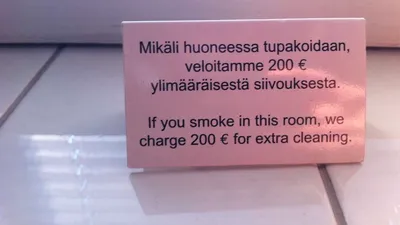 Mikäli huoneessa tupakoidaan,
veloitamme 200 €
ylimääräisestä siivouksesta.
If you smoke in this room, we
charge 200 € for extra cleaning.